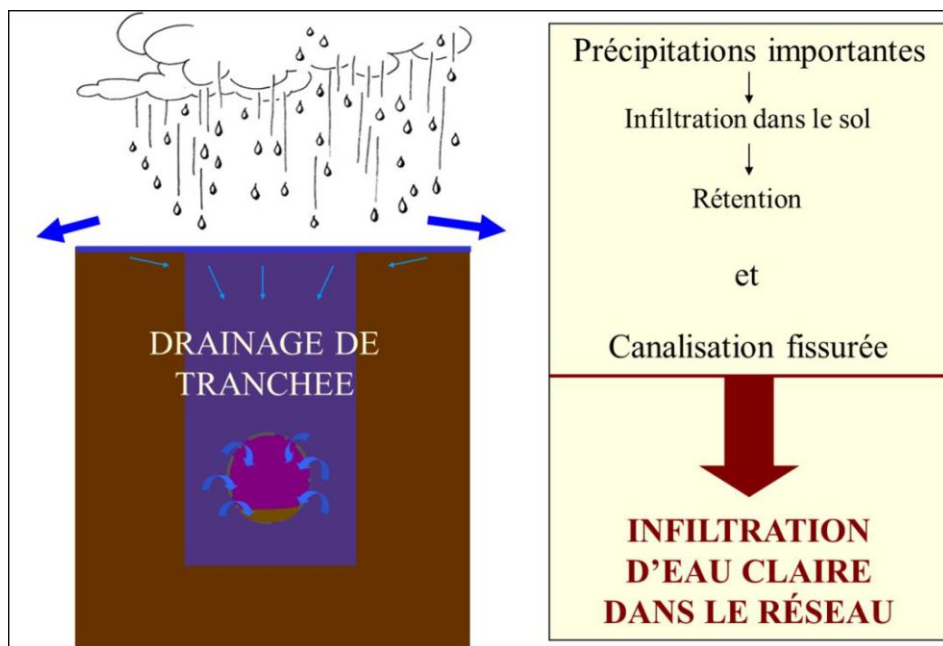 DRAINAGE DE
TRANCHEE
Précipitations importantes
Infiltration dans le sol
Rétention
et
Canalisation fissurée
INFILTRATION
D’EAU CLAIRE
DANS LE RÉSEAU